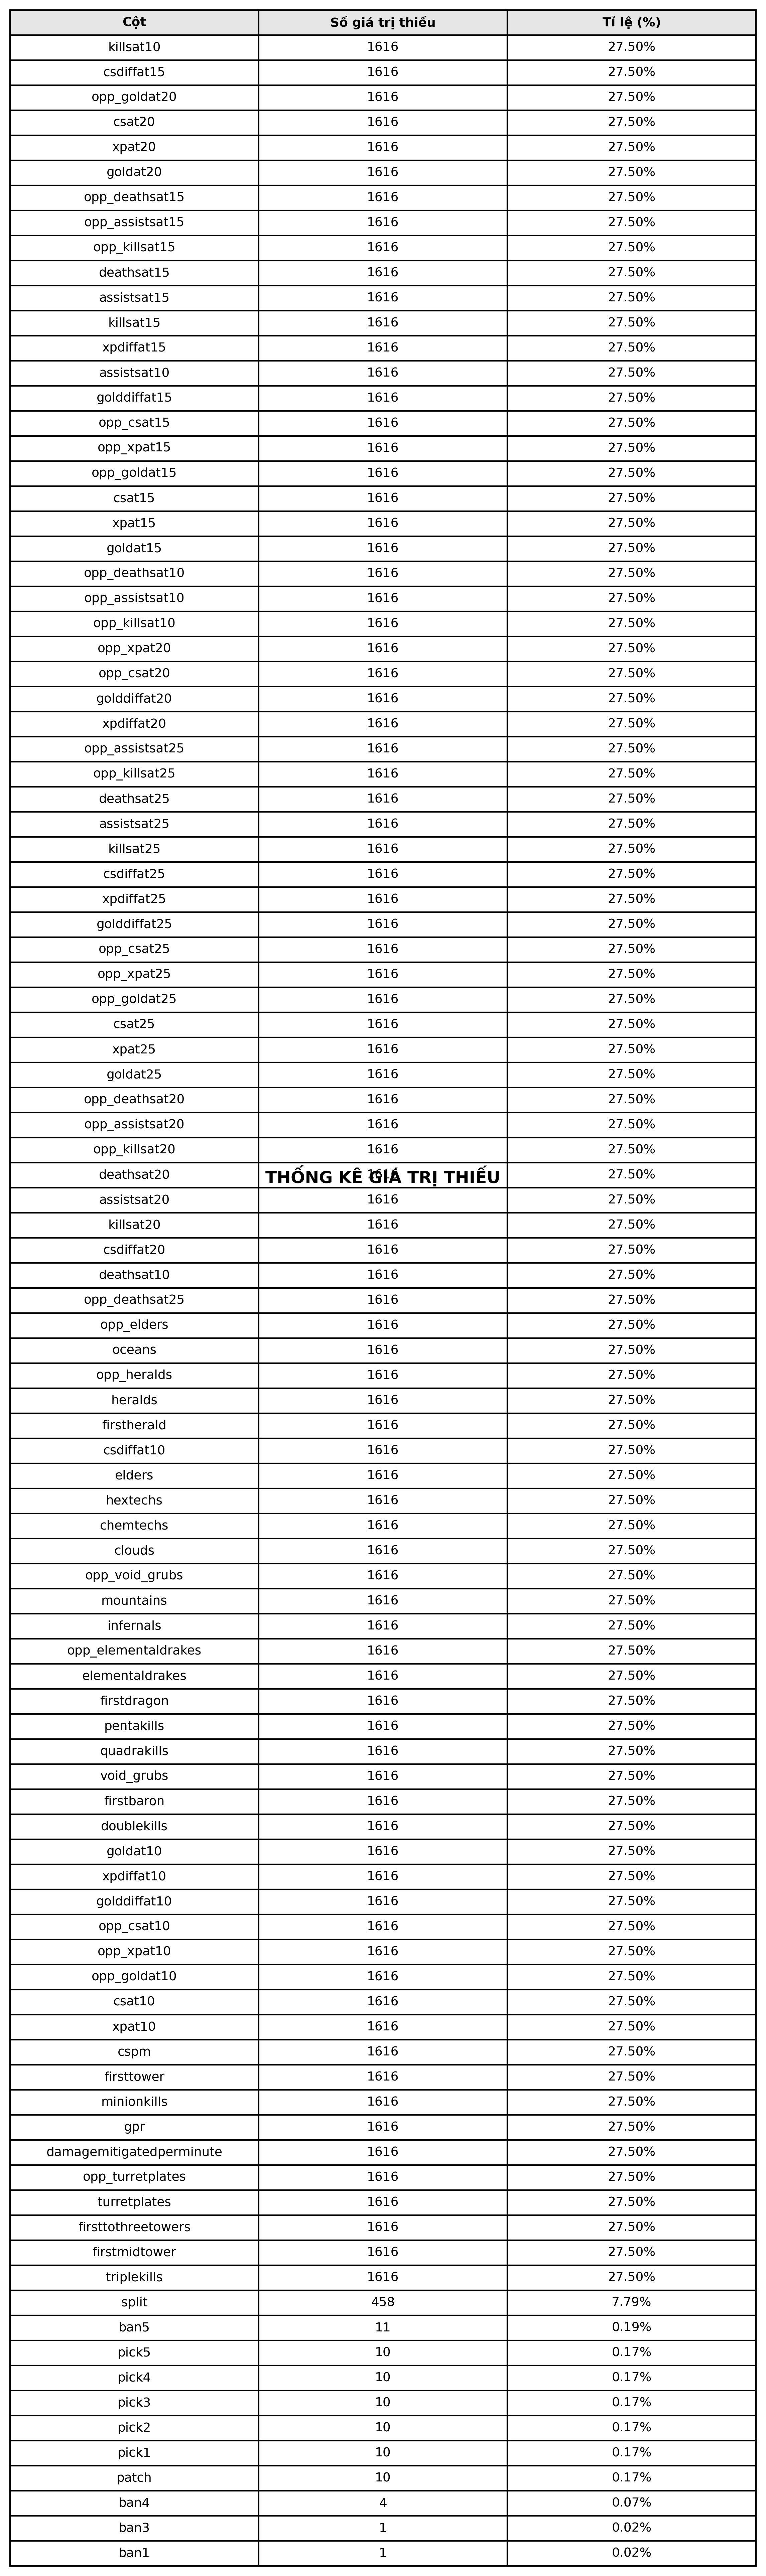 Cột Số giá trị thiếu Tỉ lệ (%)
killsat10 1616 27.50%
csdiffat15 1616 27.50%
opp_goldat20 1616 27.50%
csat20 1616 27.50%
xpat20 1616 27.50%
goldat20 1616 27.50%
opp_deathsat15 1616 27.50%
opp_assistsat15 1616 27.50%
opp_killsat15 1616 27.50%
deathsat15 1616 27.50%
assistsat15 1616 27.50%
killsat15 1616 27.50%
xpdiffat15 1616 27.50%
assistsat10 1616 27.50%
golddiffat15 1616 27.50%
opp_csat15 1616 27.50%
opp_xpat15 1616 27.50%
opp_goldat15 1616 27.50%
csat15 1616 27.50%
xpat15 1616 27.50%
goldat15 1616 27.50%
opp_deathsat10 1616 27.50%
opp_assistsat10 1616 27.50%
opp_killsat10 1616 27.50%
opp_xpat20 1616 27.50%
opp_csat20 1616 27.50%
golddiffat20 1616 27.50%
xpdiffat20 1616 27.50%
opp_assistsat25 1616 27.50%
opp_killsat25 1616 27.50%
deathsat25 1616 27.50%
assistsat25 1616 27.50%
killsat25 1616 27.50%
csdiffat25 1616 27.50%
xpdiffat25 1616 27.50%
golddiffat25 1616 27.50%
opp_csat25 1616 27.50%
opp_xpat25 1616 27.50%
opp_goldat25 1616 27.50%
csat25 1616 27.50%
xpat25 1616 27.50%
goldat25 1616 27.50%
opp_deathsat20 1616 27.50%
opp_assistsat20 1616 27.50%
opp_killsat20 1616 27.50%
deathsat20 27.50%
THỐNG KÊ GIÁ TRỊ THIẾU
assistsat20 1616 27.50%
killsat20 1616 27.50%
csdiffat20 1616 27.50%
deathsat10 1616 27.50%
opp_deathsat25 1616 27.50%
opp_elders 1616 27.50%
oceans 1616 27.50%
opp_heralds 1616 27.50%
heralds 1616 27.50%
firstherald 1616 27.50%
csdiffat10 1616 27.50%
elders 1616 27.50%
hextechs 1616 27.50%
chemtechs 1616 27.50%
clouds 1616 27.50%
opp_void_grubs 1616 27.50%
mountains 1616 27.50%
infernals 1616 27.50%
opp_elementaldrakes 1616 27.50%
elementaldrakes 1616 27.50%
firstdragon 1616 27.50%
pentakills 1616 27.50%
quadrakills 1616 27.50%
void_grubs 1616 27.50%
firstbaron 1616 27.50%
doublekills 1616 27.50%
goldat10 1616 27.50%
xpdiffat10 1616 27.50%
golddiffat10 1616 27.50%
opp_csat10 1616 27.50%
opp_xpat10 1616 27.50%
opp_goldat10 1616 27.50%
csat10 1616 27.50%
xpat10 1616 27.50%
cspm 1616 27.50%
firsttower 1616 27.50%
minionkills 1616 27.50%
gpr 1616 27.50%
damagemitigatedperminute 1616 27.50%
opp_turretplates 1616 27.50%
turretplates 1616 27.50%
firsttothreetowers 1616 27.50%
firstmidtower 1616 27.50%
triplekills 1616 27.50%
split 458 7.79%
ban5 11 0.19%
pick5 10 0.17%
pick4 10 0.17%
pick3 10 0.17%
pick2 10 0.17%
pick1 10 0.17%
patch 10 0.17%
ban4 4 0.07%
ban3 1 0.02%
ban1 1 0.02%